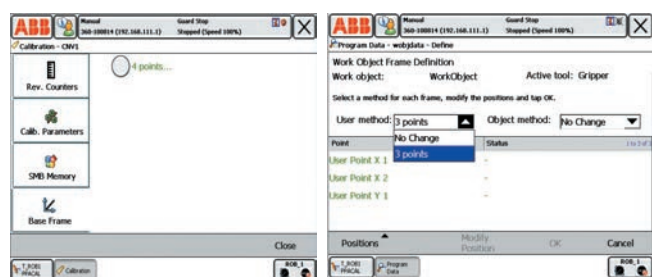 ABB
Manual
360-100814 (192.168.111.1)
Guard Stop
Stopped (Speed 100%)
Calibration - CNV1
Rev. Counters
Calib. Parameters
SMB Memory
Base Frame
4 points...
Close
T_ROB1
Calibration
ROB_1
ABB
Manual
360-100814 (192.168.111.1)
Guard Stop
Stopped (Speed 100%)
Program Data - wobjdata - Define
Work Object Frame Definition
Work object: WorkObject Active tool: Gripper
Select a method for each frame, modify the positions and tap OK.
User method: 3 points Object method: No Change
No Change
3 points
Point Status
User Point X 1 -
User Point X 2 -
User Point Y 1 -
Positions Modify Position OK Cancel
T_ROB1
Program Data
ROB_1